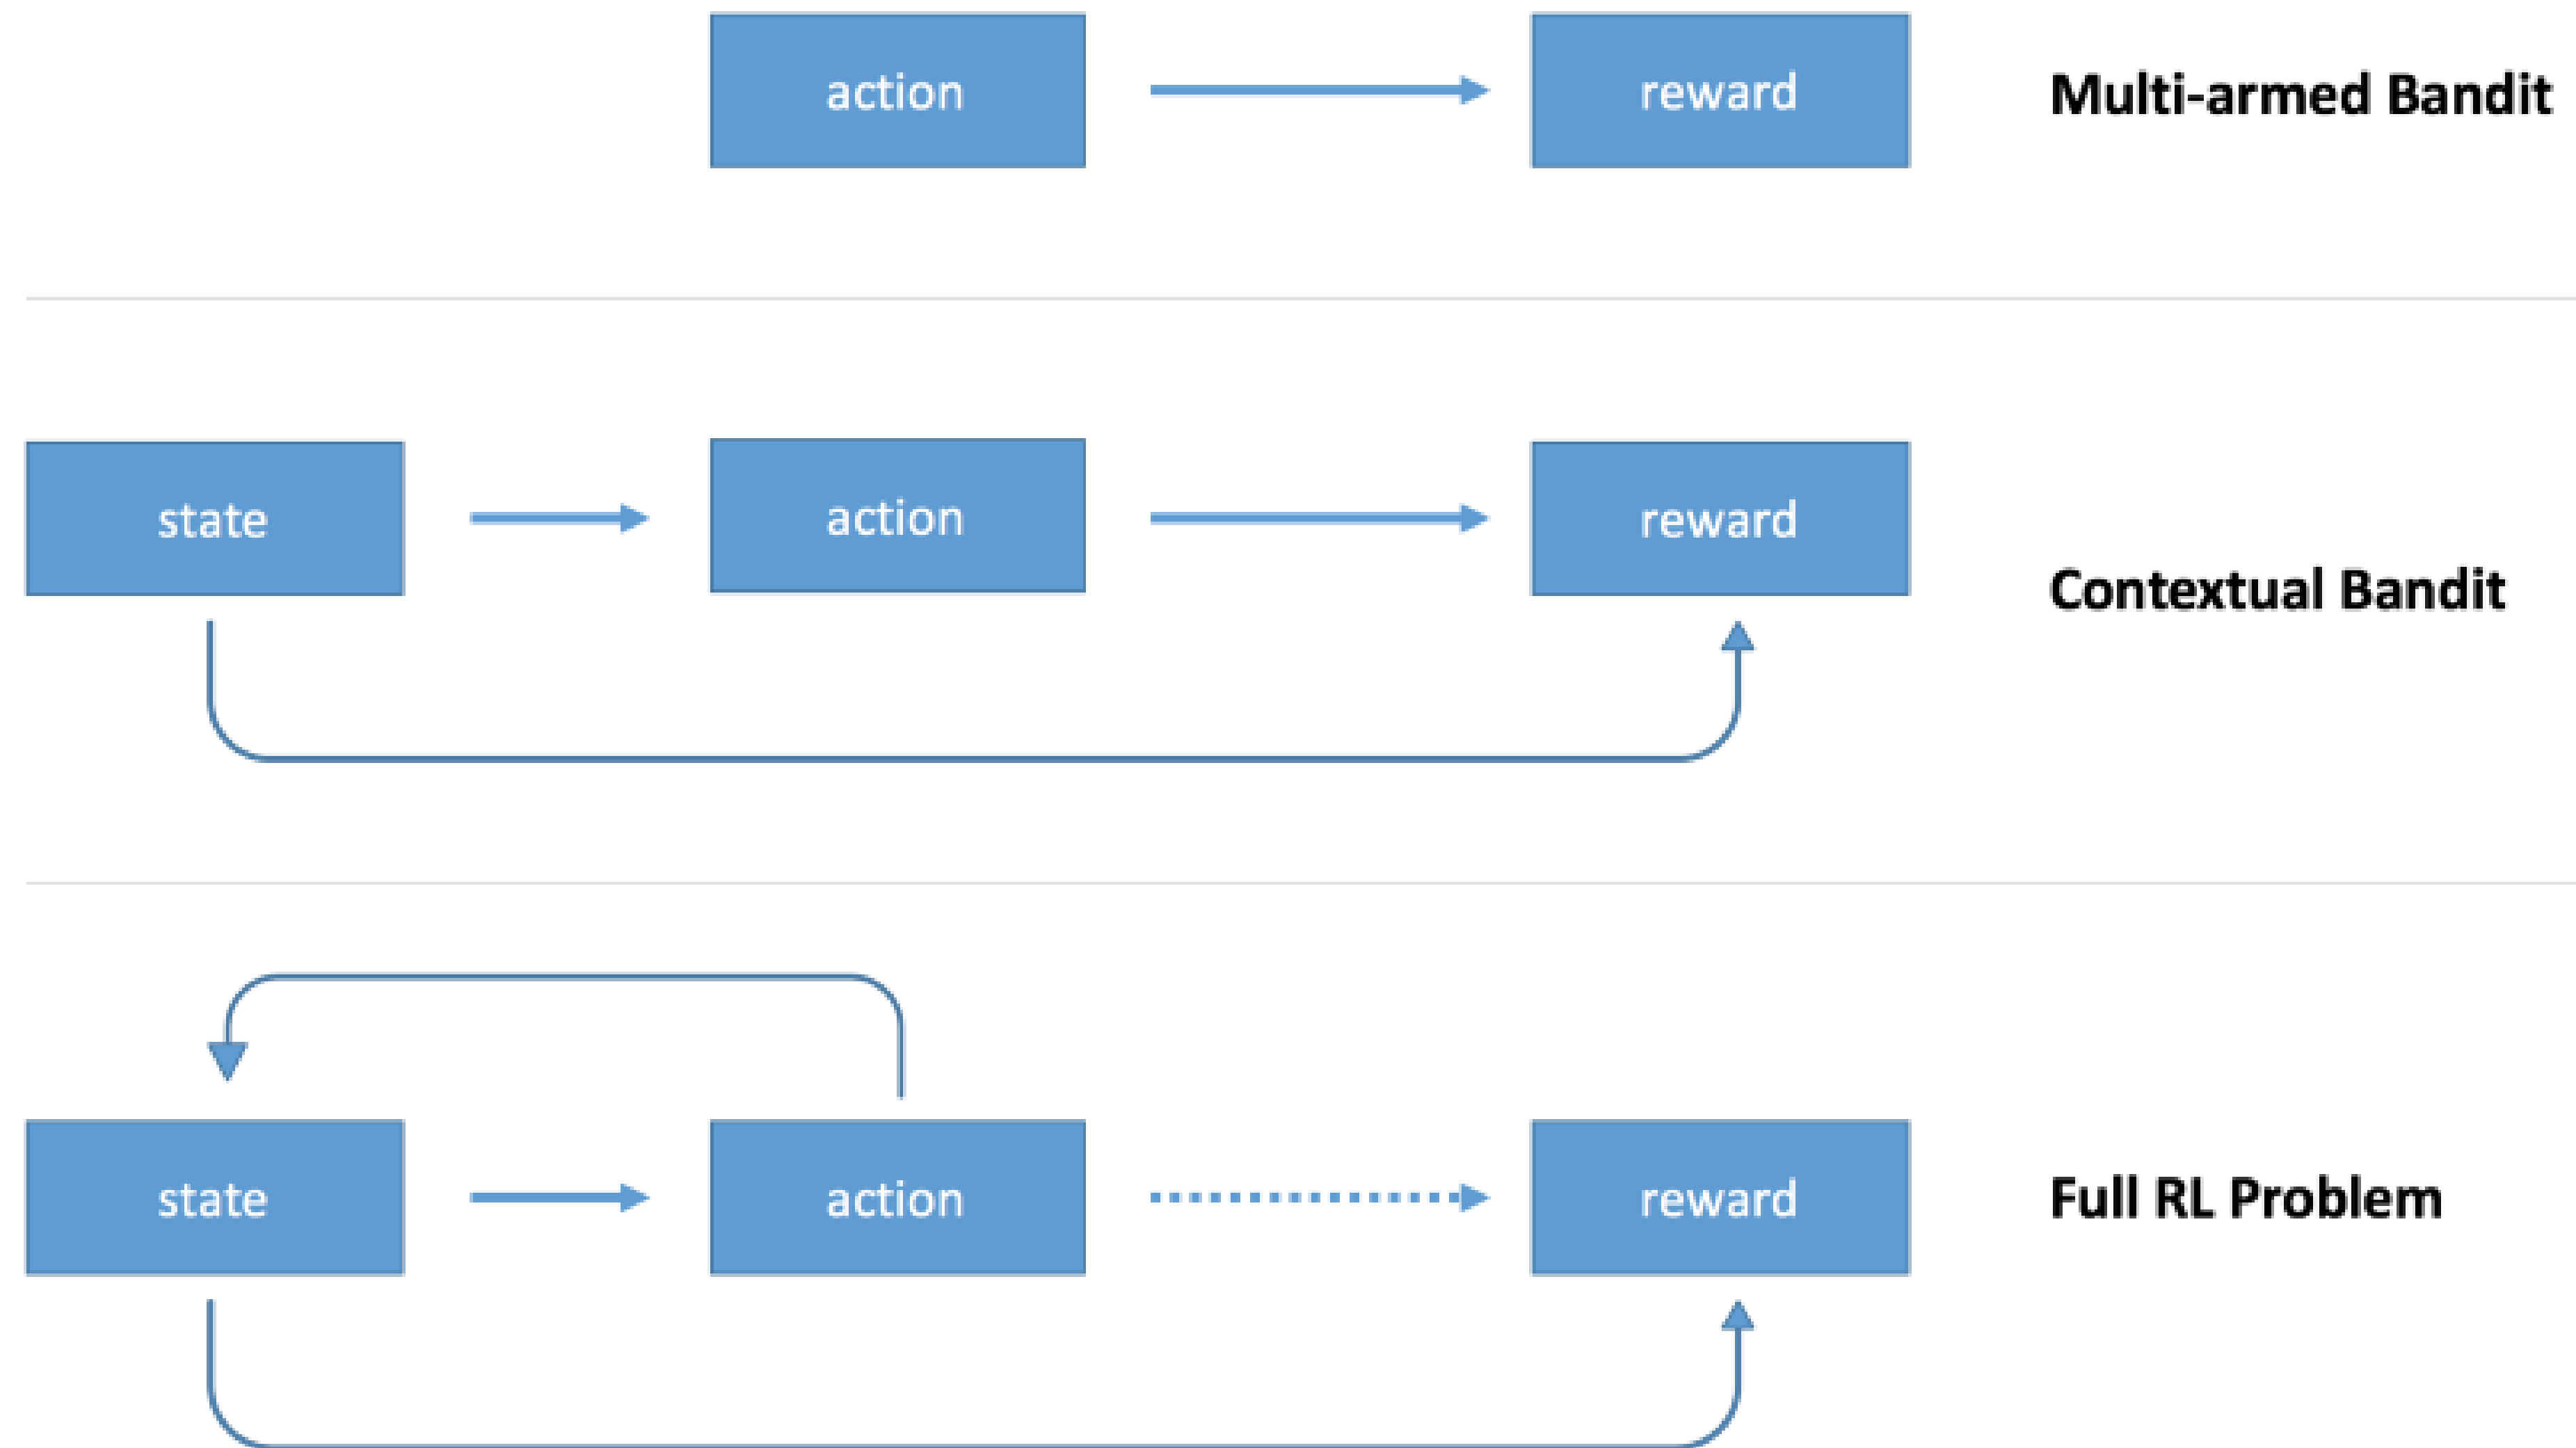 action
reward
Multi-armed Bandit
state
action
reward
Contextual Bandit
state
action
reward
Full RL Problem